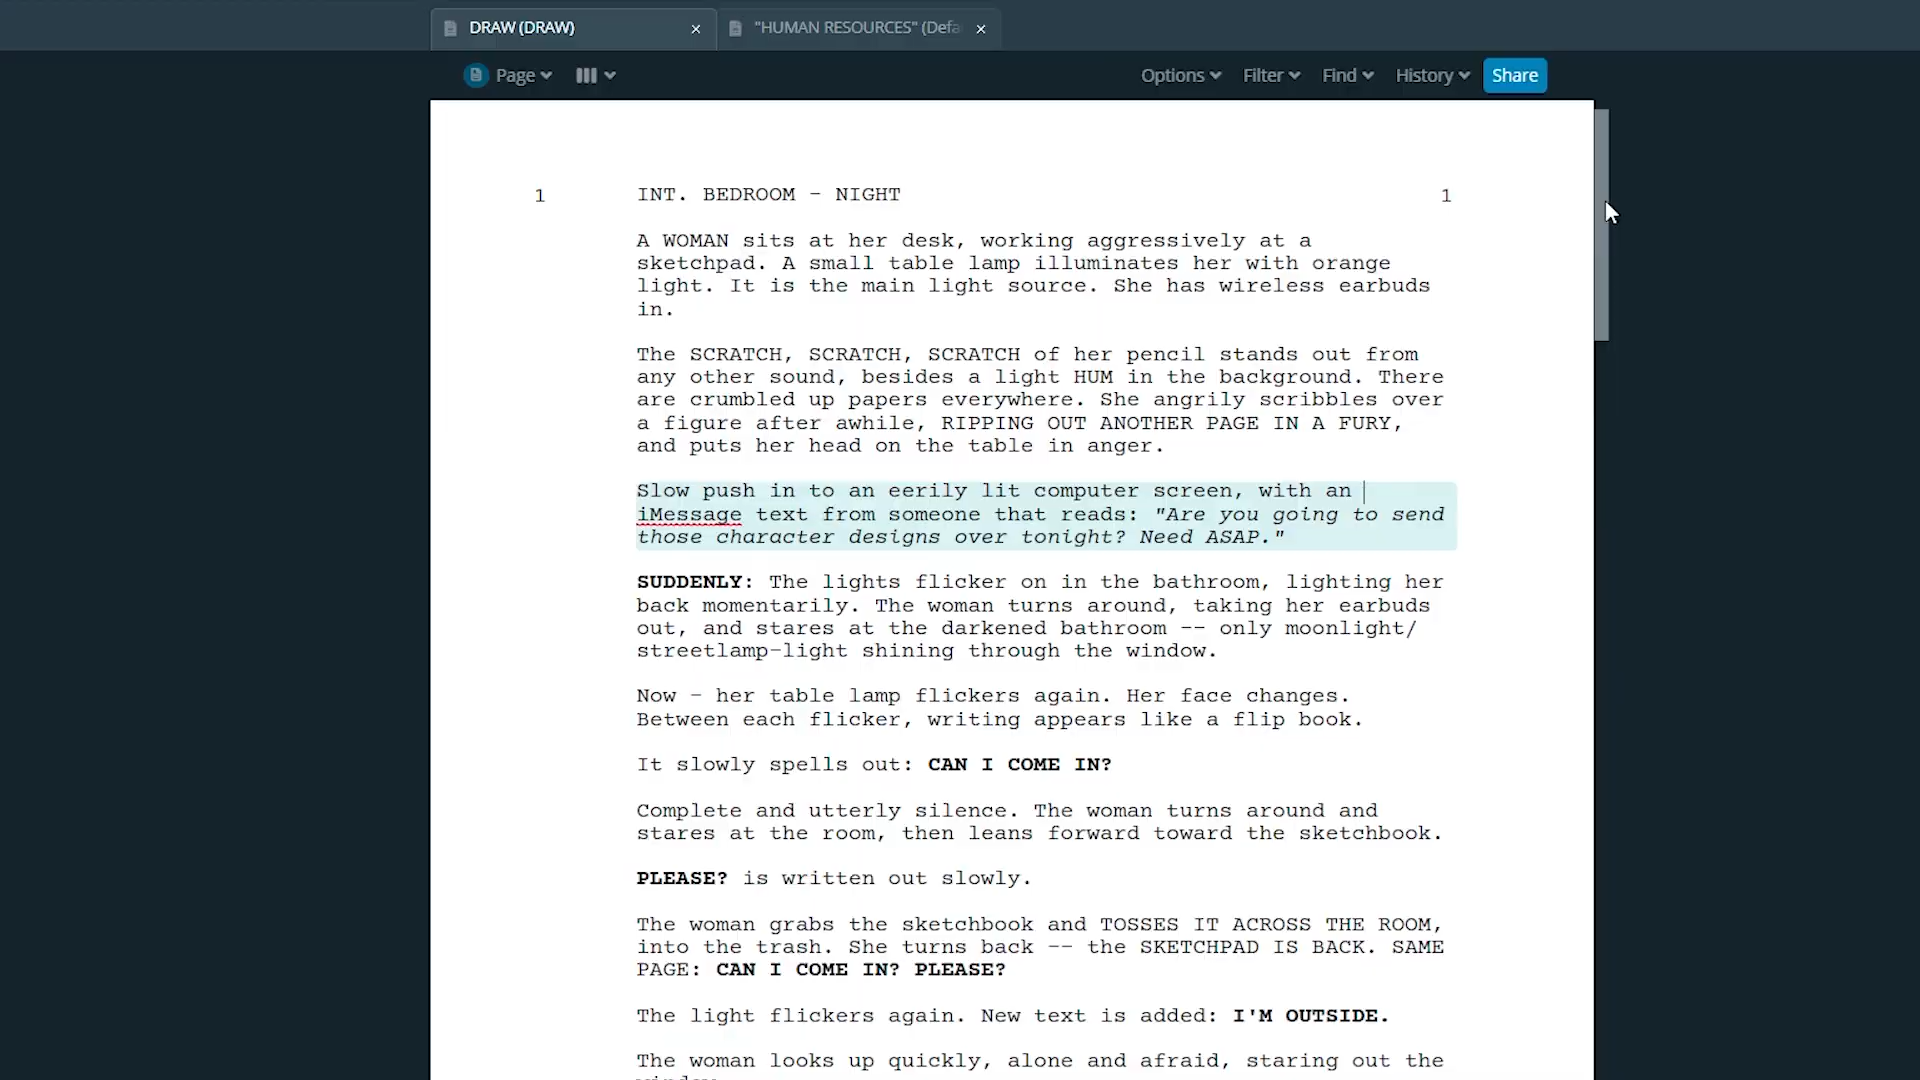 DRAW (DRAW)
"HUMAN RESOURCES" (Defa
Page
Options
Filter
Find
History
Share
1 INT. BEDROOM - NIGHT 1
A WOMAN sits at her desk, working aggressively at a
sketchpad. A small table lamp illuminates her with orange
light. It is the main light source. She has wireless earbuds
in.
The SCRATCH, SCRATCH, SCRATCH of her pencil stands out from
any other sound, besides a light HUM in the background. There
are crumbled up papers everywhere. She angrily scribbles over
a figure after awhile, RIPPING OUT ANOTHER PAGE IN A FURY,
and puts her head on the table in anger.
Slow push in to an eerily lit computer screen, with an
iMessage text from someone that reads: "Are you going to send
those character designs over tonight? Need ASAP."
SUDDENLY: The lights flicker on in the bathroom, lighting her
back momentarily. The woman turns around, taking her earbuds
out, and stares at the darkened bathroom -- only moonlight/
streetlamp-light shining through the window.
Now - her table lamp flickers again. Her face changes.
Between each flicker, writing appears like a flip book.
It slowly spells out: CAN I COME IN?
Complete and utterly silence. The woman turns around and
stares at the room, then leans forward toward the sketchbook.
PLEASE? is written out slowly.
The woman grabs the sketchbook and TOSSES IT ACROSS THE ROOM,
into the trash. She turns back -- the SKETCHPAD IS BACK. SAME
PAGE: CAN I COME IN? PLEASE?
The light flickers again. New text is added: I'M OUTSIDE.
The woman looks up quickly, alone and afraid, staring out the